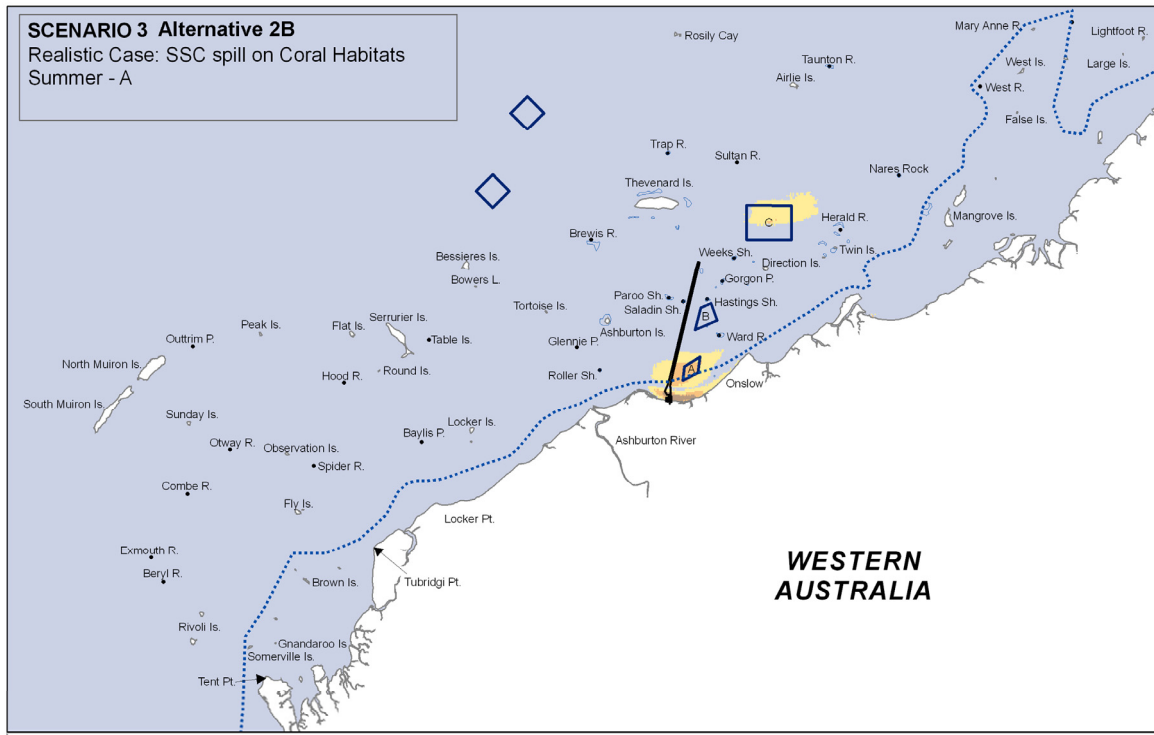 SCENARIO 3 Alternative 2B
Realistic Case: SSC spill on Coral Habitats
Summer - A
Mary Anne R.
Lightfoot R.
Rosily Cay
Taunton R.
West Is.
Large Is.
Airlie Is.
West R.
False Is.
Trap R.
Sultan R.
Nares Rock
Thevenard Is.
C
Herald R.
Mangrove Is.
Brewis R.
Twin Is.
Weeks Sh.
Direction Is.
Bessieres Is.
Bowers L.
Gorgon P.
Paroo Sh.
Hastings Sh.
Saladin Sh.
Tortoise Is.
B
Serrurier Is.
Peak Is.
Flat Is.
Ashburton Is.
Outtrim P.
Table Is.
Glennie P.
Ward R.
North Muiron Is.
Round Is.
Roller Sh.
A
Hood R.
Onslow
South Muiron Is.
Sunday Is.
Locker Is.
Otway R.
Observation Is.
Baylis P.
Ashburton River
Spider R.
Combe R.
Fly Is.
Locker Pt.
Exmouth R.
WESTERN
AUSTRALIA
Beryl R.
Brown Is.
Tubridgi Pt.
Rivoli Is.
Gnandaroo Is
Somerville Is.
Tent Pt.